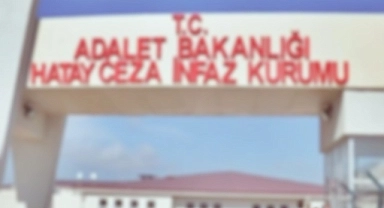 T.C.
ADALET BAKANLIĞI
HATAY CEZA İNFAZ KURUMU